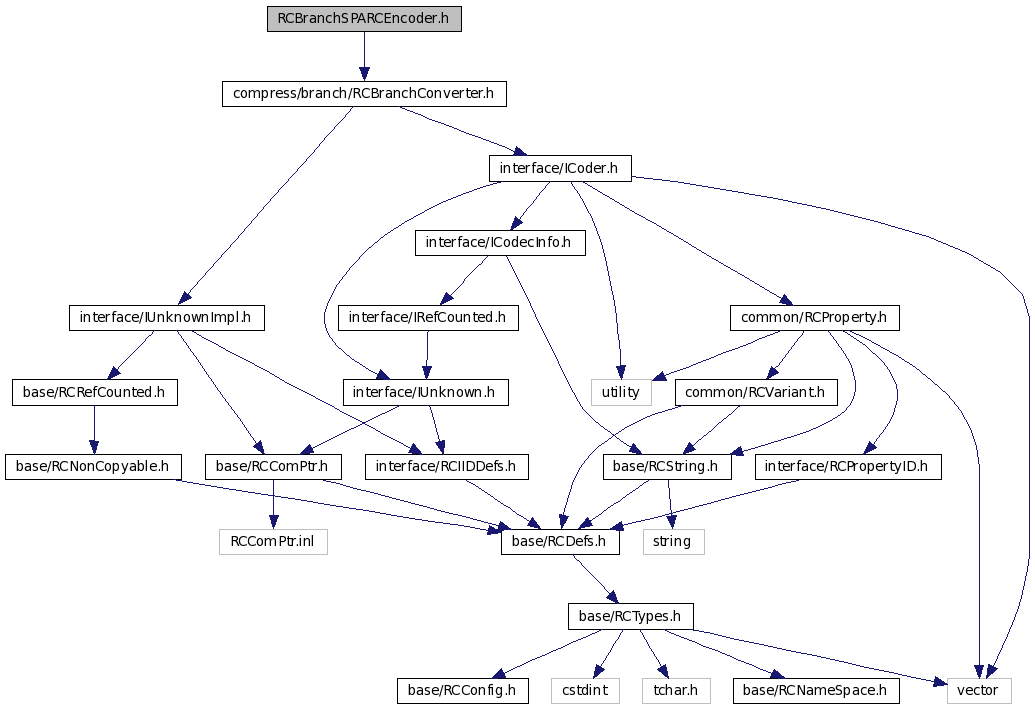 RCBranchSPARCEncoder.h
compress/branch/RCBranchConverter.h
interface/ICoder.h
interface/ICodecInfo.h
interface/IUnknownImpl.h
interface/IRefCounted.h
common/RCProperty.h
base/RCRefCounted.h
interface/IUnknown.h
utility
common/RCVariant.h
base/RCNonCopyable.h
base/RCComPtr.h
interface/RCIIDDefs.h
base/RCString.h
interface/RCPropertyID.h
RCComPtr.inl
base/RCDefs.h
string
base/RCTypes.h
base/RCConfig.h
cstdint
tchar.h
base/RCNameSpace.h
vector